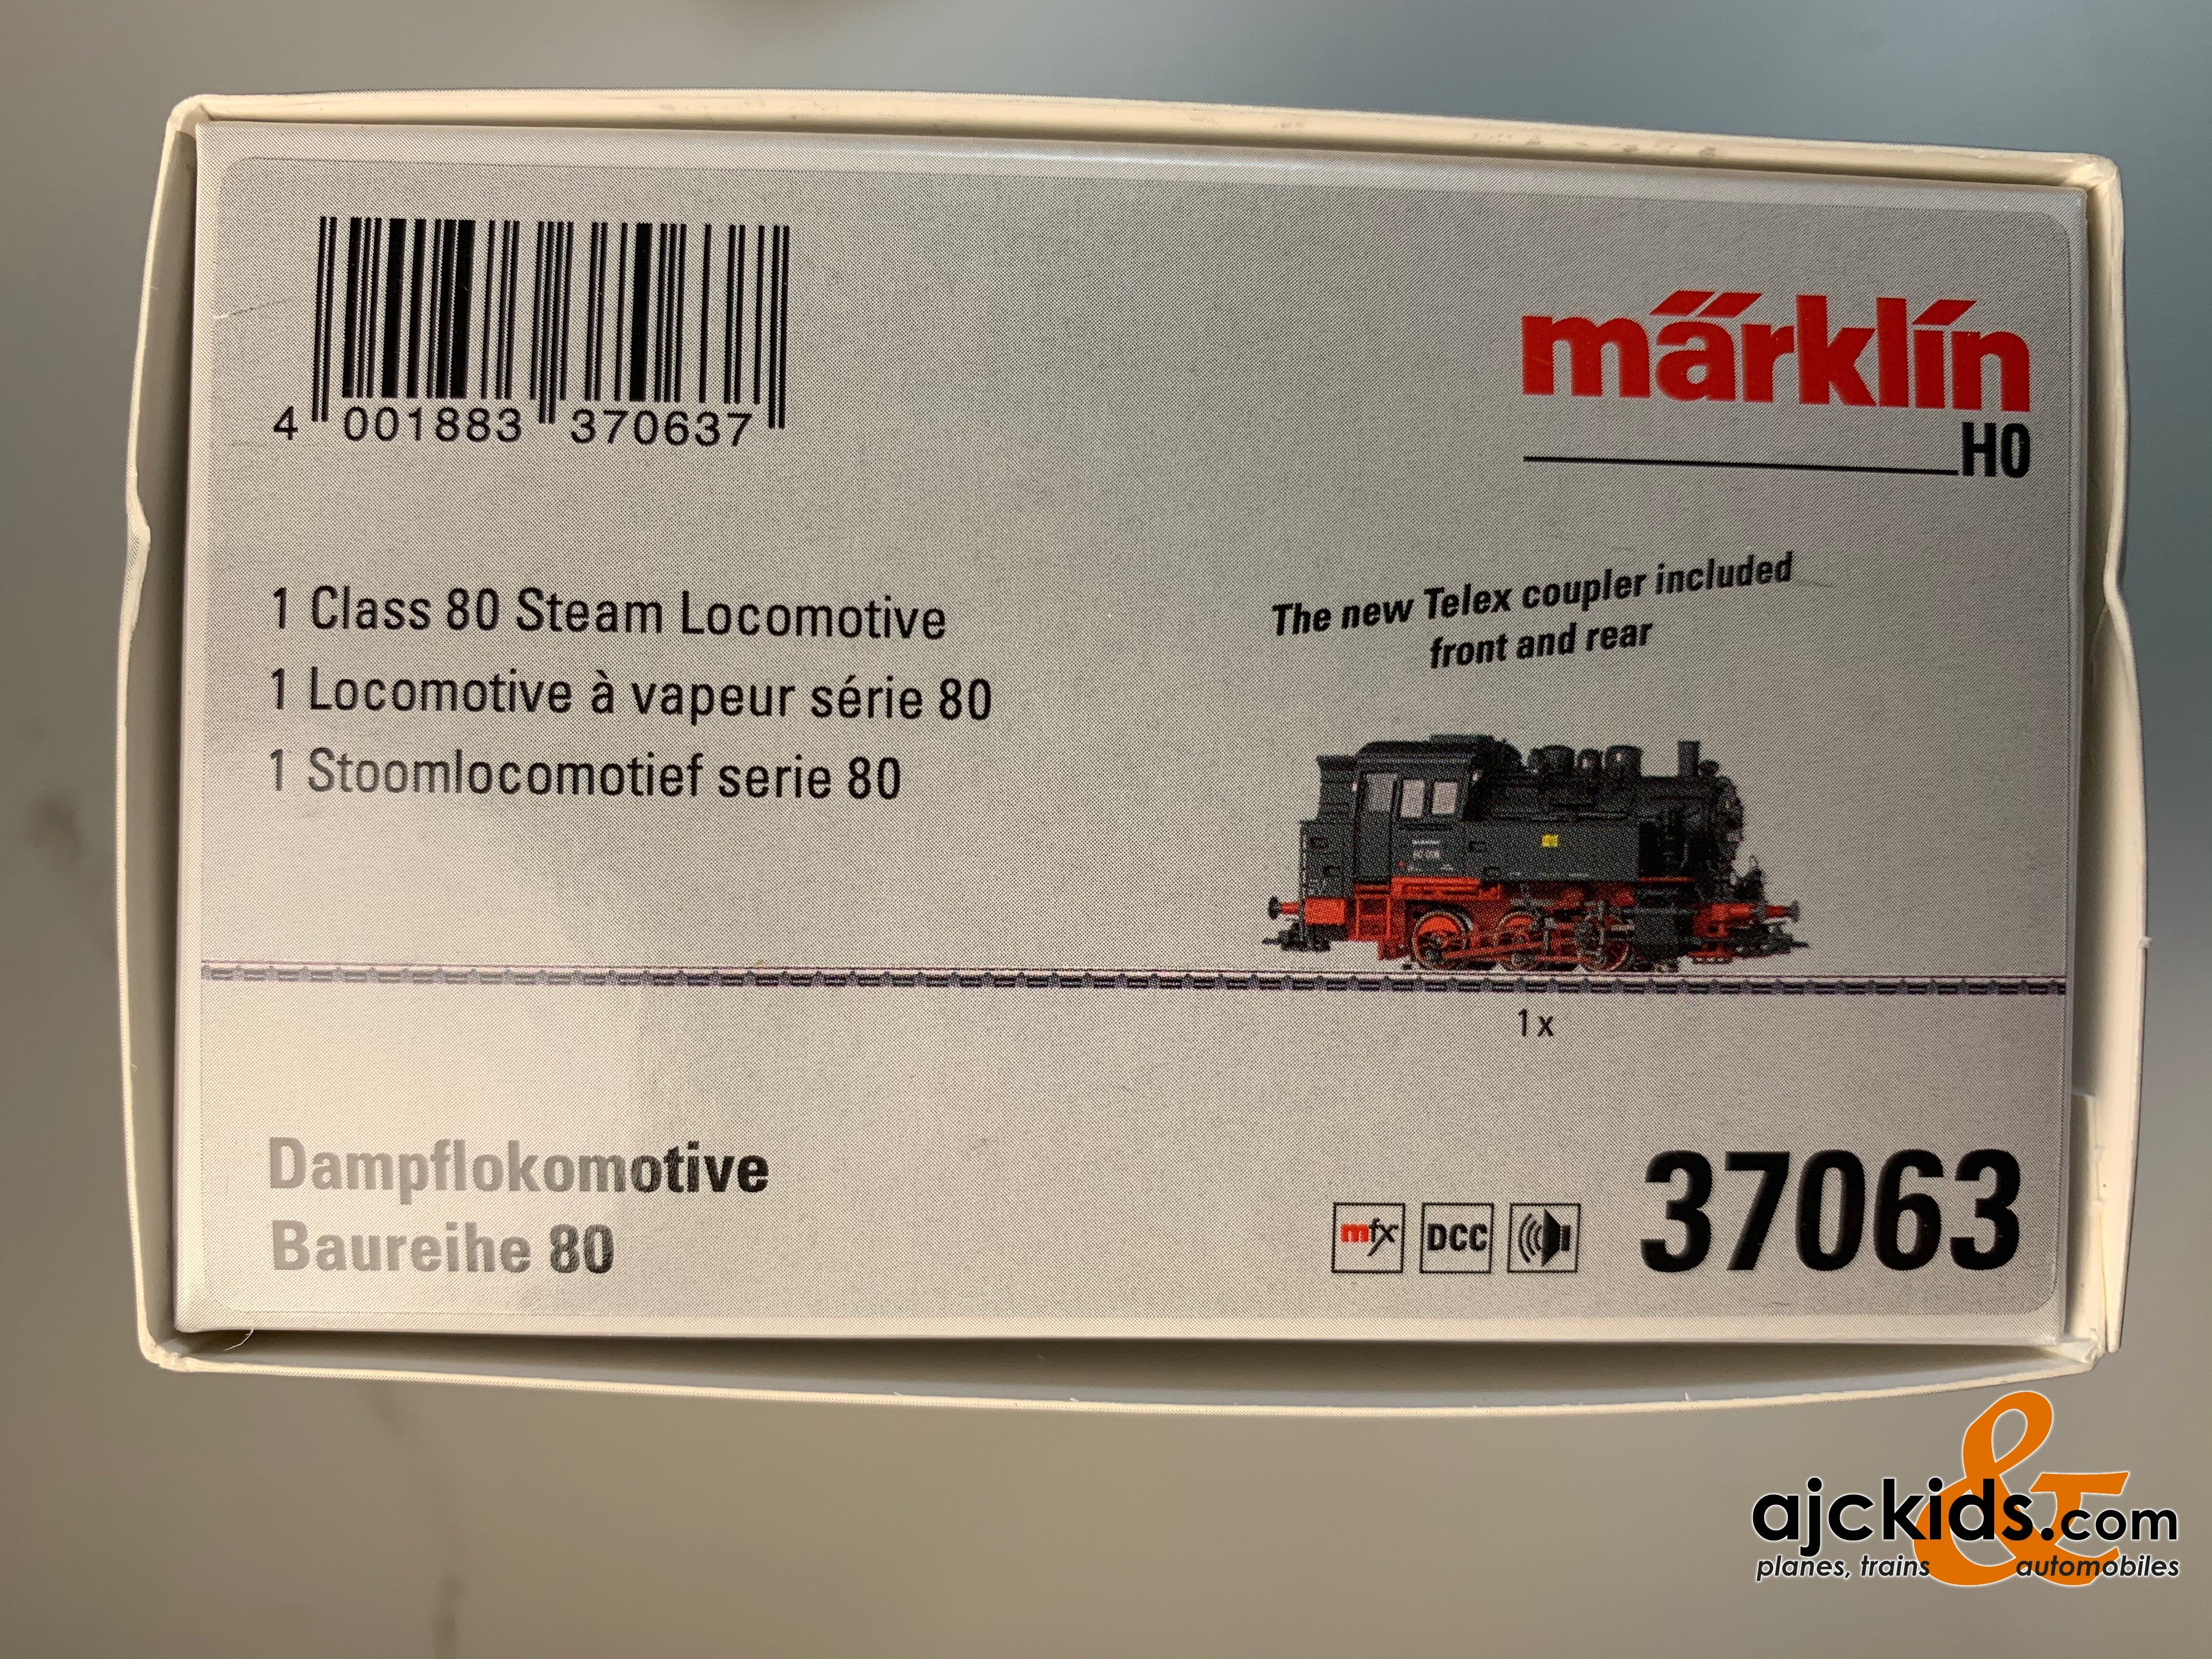 4 001883 370637
märklín
H0
1 Class 80 Steam Locomotive
1 Locomotive à vapeur série 80
1 Stoomlocomotief serie 80
The new Telex coupler included
front and rear
1 x
Dampflokomotive
Baureihe 80
mfx DCC
37063
&
ajckids.com
planes, trains automobiles